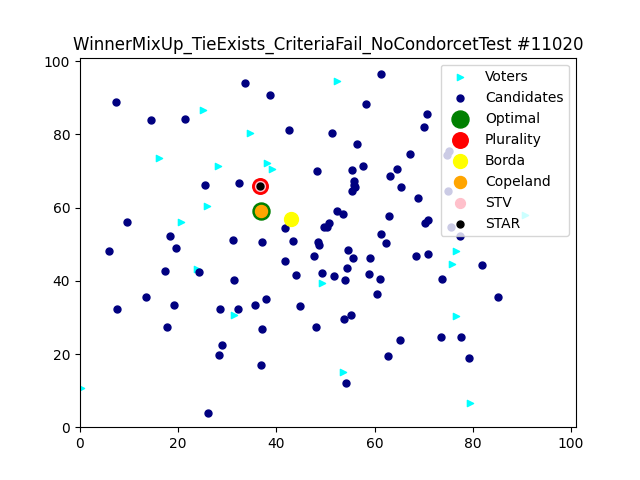 WinnerMixUp_TieExists_CriteriaFail_NoCondorcetTest #11020
100
80
60
40
20
0
0 20 40 60 80 100
Voters
Candidates
Optimal
Plurality
Borda
Copeland
STV
STAR